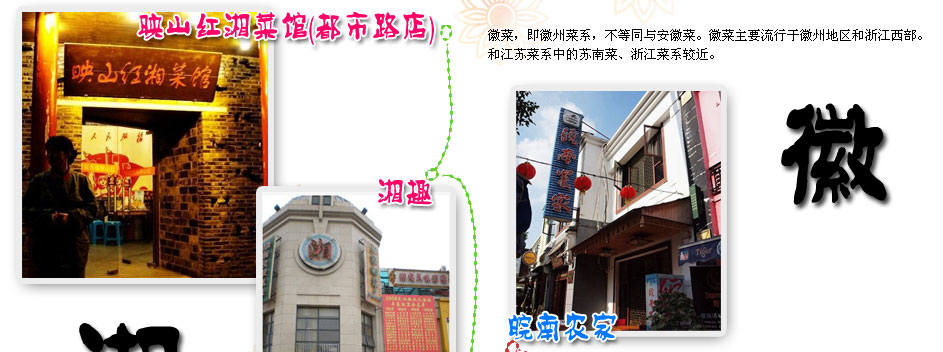 映山红湘菜馆(都市路店)
映山红湘菜馆
湘趣
湘
湘
徽菜，即徽州菜系，不等同与安徽菜。徽菜主要流行于徽州地区和浙江西部。
和江苏菜系中的苏南菜、浙江菜系较近。
徽
皖南农家
Tiger